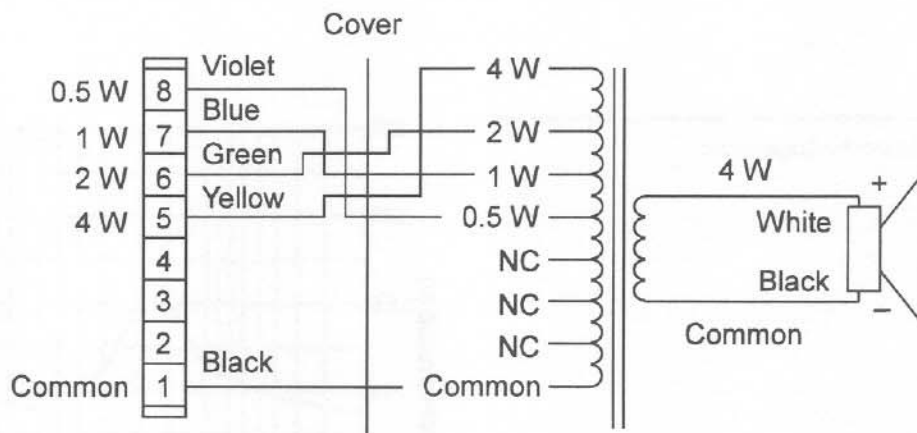 Cover
Violet
0.5 W 8
Blue
1 W 7
Green
2 W 6
Yellow
4 W 5
4
3
2
Black
Common 1
4 W
2 W
1 W
0.5 W
NC
NC
NC
Common
4 W
+
White
Black
−
Common